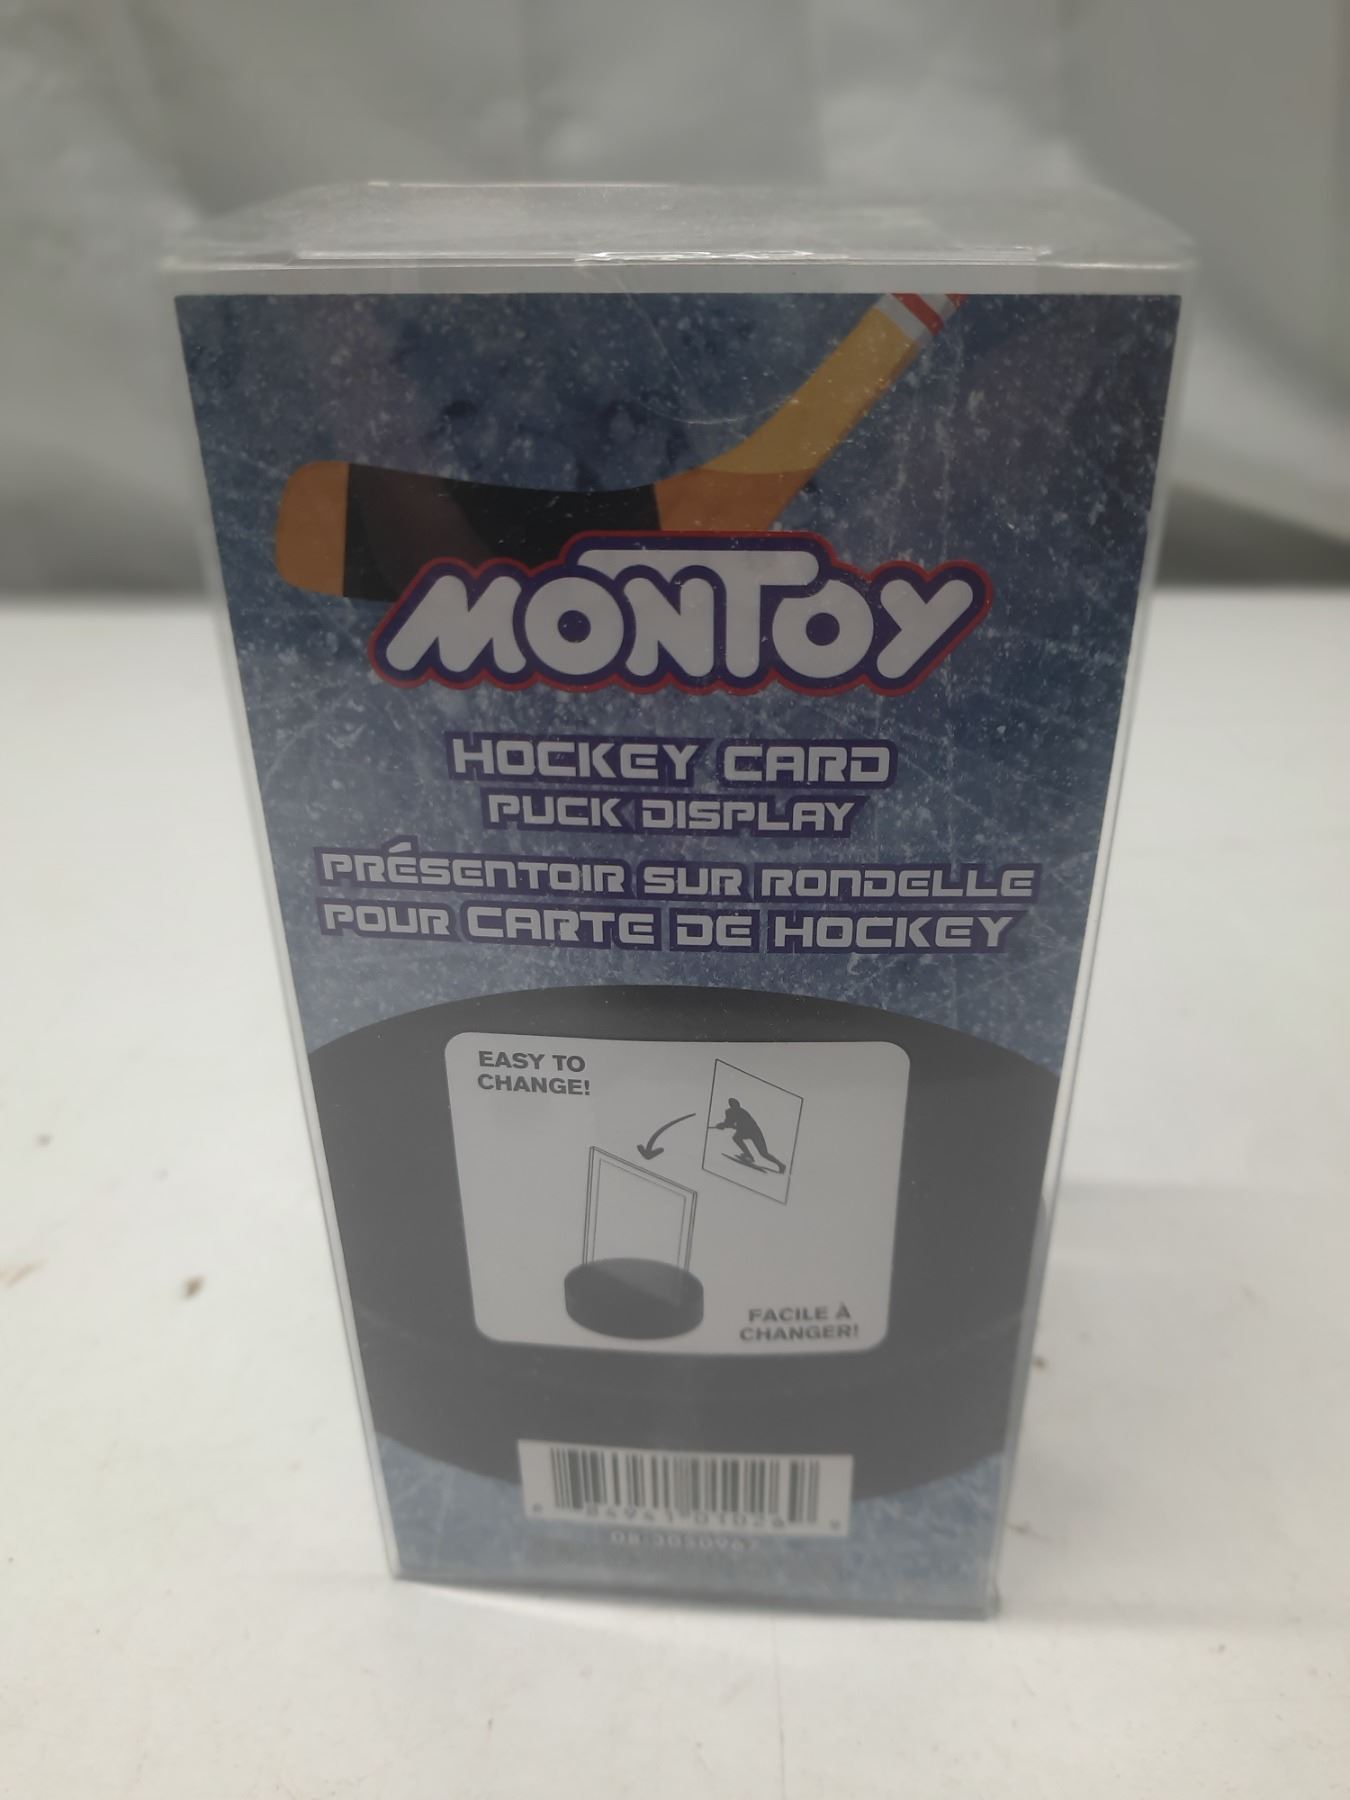 MONTOY
HOCKEY CARD
PUCK DISPLAY
PRÉSENTOIR SUR RONDELLE
POUR CARTE DE HOCKEY
EASY TO
CHANGE!
FACILE À
CHANGER!